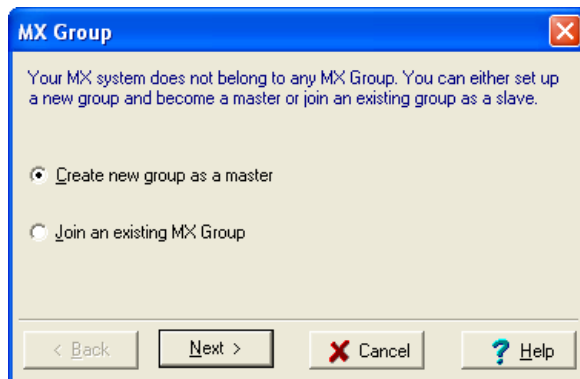 MX Group
Your MX system does not belong to any MX Group. You can either set up
a new group and become a master or join an existing group as a slave.
Create new group as a master
Join an existing MX Group
< Back Next > Cancel ? Help